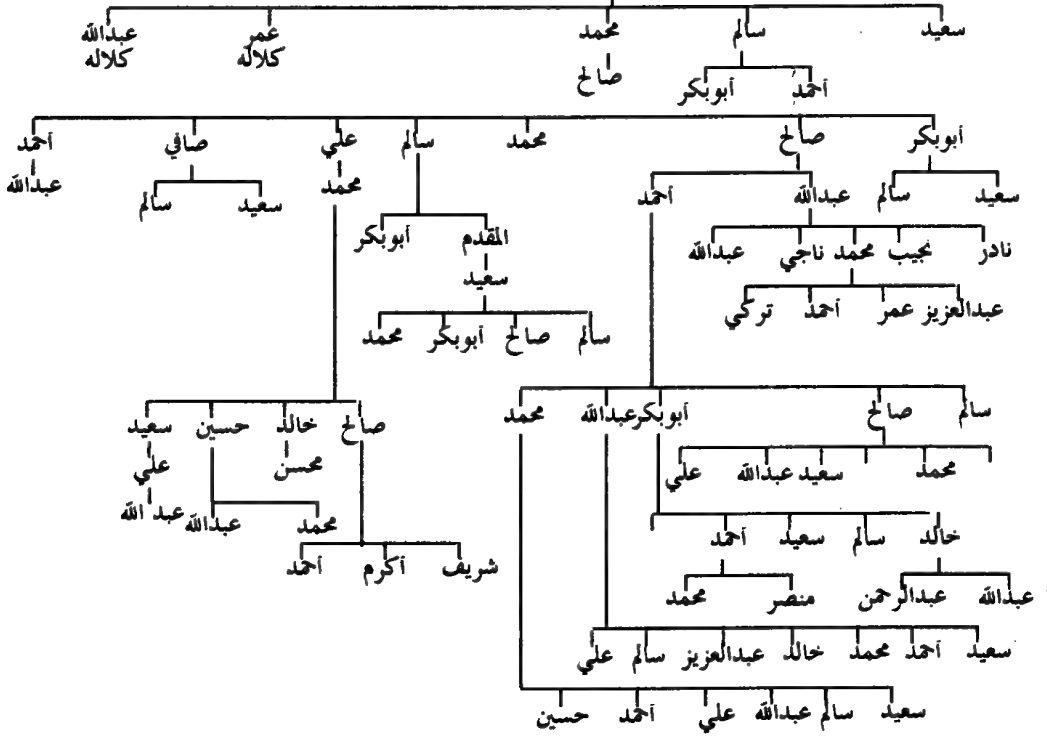 سعيد سالم محمد عمر عبدالله
كلاله كلاله
أحمد أبوبكر صالح
أبوبكر صالح محمد سالم علي صافي أحمد
سعيد سالم عبدالله أحمد محمد سعيد سالم عبدالله
نادر نجيب محمد ناجي عبدالله المقدم أبوبكر
سعيد
عبدالعزيز عمر أحمد تركي
سالم صالح أبوبكر محمد
سالم صالح أبوبكر عبدالله محمد صالح خالد حسين سعيد
محمد سعيد عبدالله علي محسن علي
محمد عبدالله عبد الله
خالد سالم سعيد أحمد
شريف أكرم أحمد
عبدالله عبدالرحمن منصر محمد
سعيد أحمد محمد خالد عبدالعزيز سالم علي
سعيد سالم عبدالله علي أحمد حسين